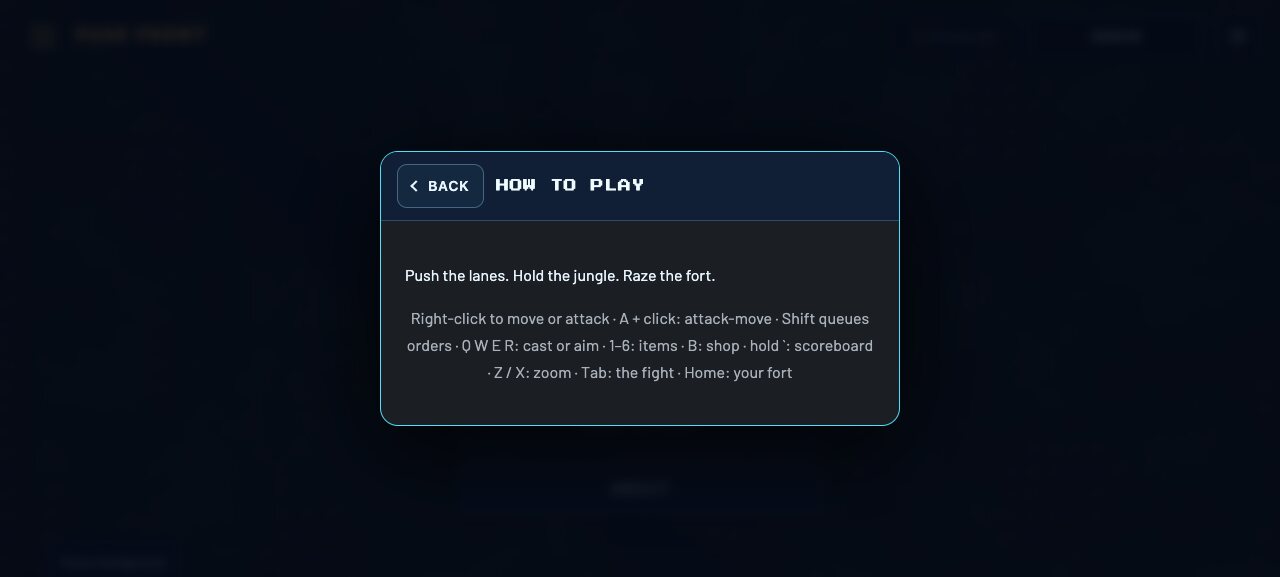 BACK
HOW TO PLAY
Push the lanes. Hold the jungle. Raze the fort.
Right-click to move or attack · A + click: attack-move · Shift queues
orders · Q W E R: cast or aim · 1–6: items · B: shop · hold `: scoreboard
· Z / X: zoom · Tab: the fight · Home: your fort